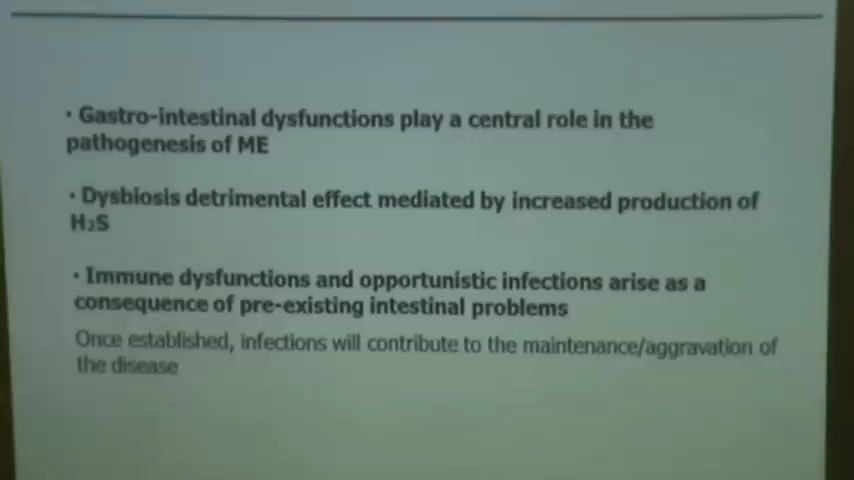 · Gastro-intestinal dysfunctions play a central role in the
pathogenesis of ME
· Dysbiosis detrimental effect mediated by increased production of
H₂S
· Immune dysfunctions and opportunistic infections arise as a
consequence of pre-existing intestinal problems
Once established, infections will contribute to the maintenance/aggravation of
the disease